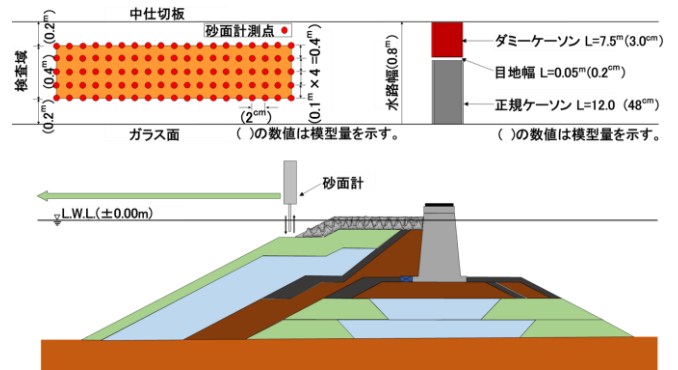 中仕切板
砂面計測点
検査域
(0.2m)
(0.4m)
(0.2m)
(0.1m×4=0.4m)
(2cm)
ガラス面
( )の数値は模型量を示す。
水路幅(0.8m)
ダミーケーソン L=7.5m(3.0cm)
目地幅 L=0.05m(0.2cm)
正規ケーソン L=12.0 (48cm)
( )の数値は模型量を示す。
砂面計
L.W.L.(±0.00m)